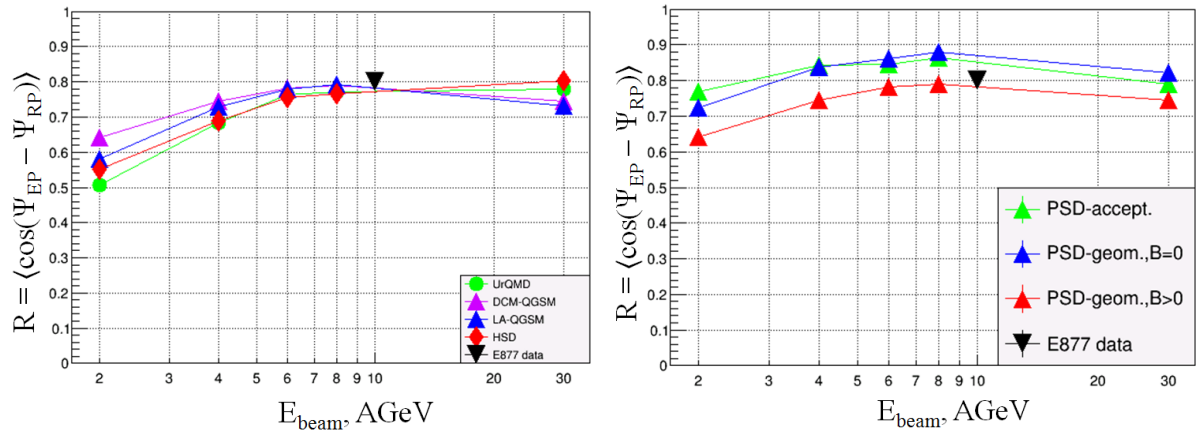 R = ⟨cos(Ψ_EP − Ψ_RP)⟩
1
0.9
0.8
0.7
0.6
0.5
0.4
0.3
0.2
0.1
0
UrQMD
DCM-QGSM
LA-QGSM
HSD
E877 data
2 3 4 5 6 7 8 9 10 20 30
E_beam, AGeV
R = ⟨cos(Ψ_EP − Ψ_RP)⟩
1
0.9
0.8
0.7
0.6
0.5
0.4
0.3
0.2
0.1
0
PSD-accept.
PSD-geom.,B=0
PSD-geom.,B>0
E877 data
2 3 4 5 6 7 8 9 10 20 30
E_beam, AGeV